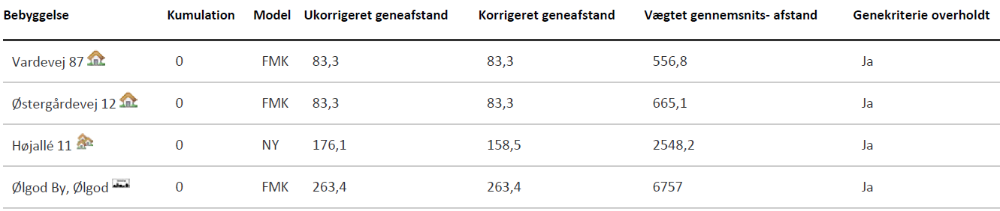 Bebyggelse Kumulation Model Ukorrigeret geneafstand Korrigeret geneafstand Vægtet gennemsnits- afstand Genekriterie overholdt
Vardevej 87 0 FMK 83,3 83,3 556,8 Ja
Østergårdevej 12 0 FMK 83,3 83,3 665,1 Ja
Højallé 11 0 NY 176,1 158,5 2548,2 Ja
Ølgod By, Ølgod 0 FMK 263,4 263,4 6757 Ja